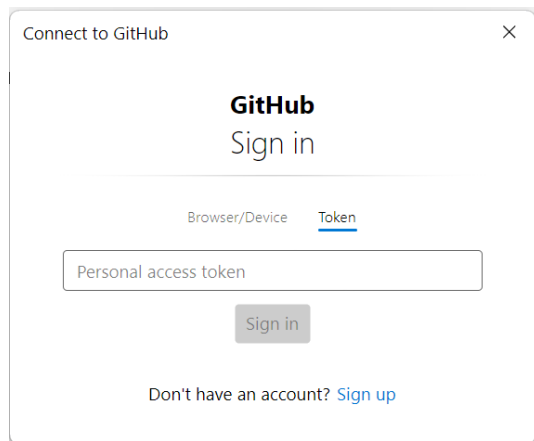 Connect to GitHub
GitHub
Sign in
Browser/Device Token
Personal access token
Sign in
Don't have an account? Sign up